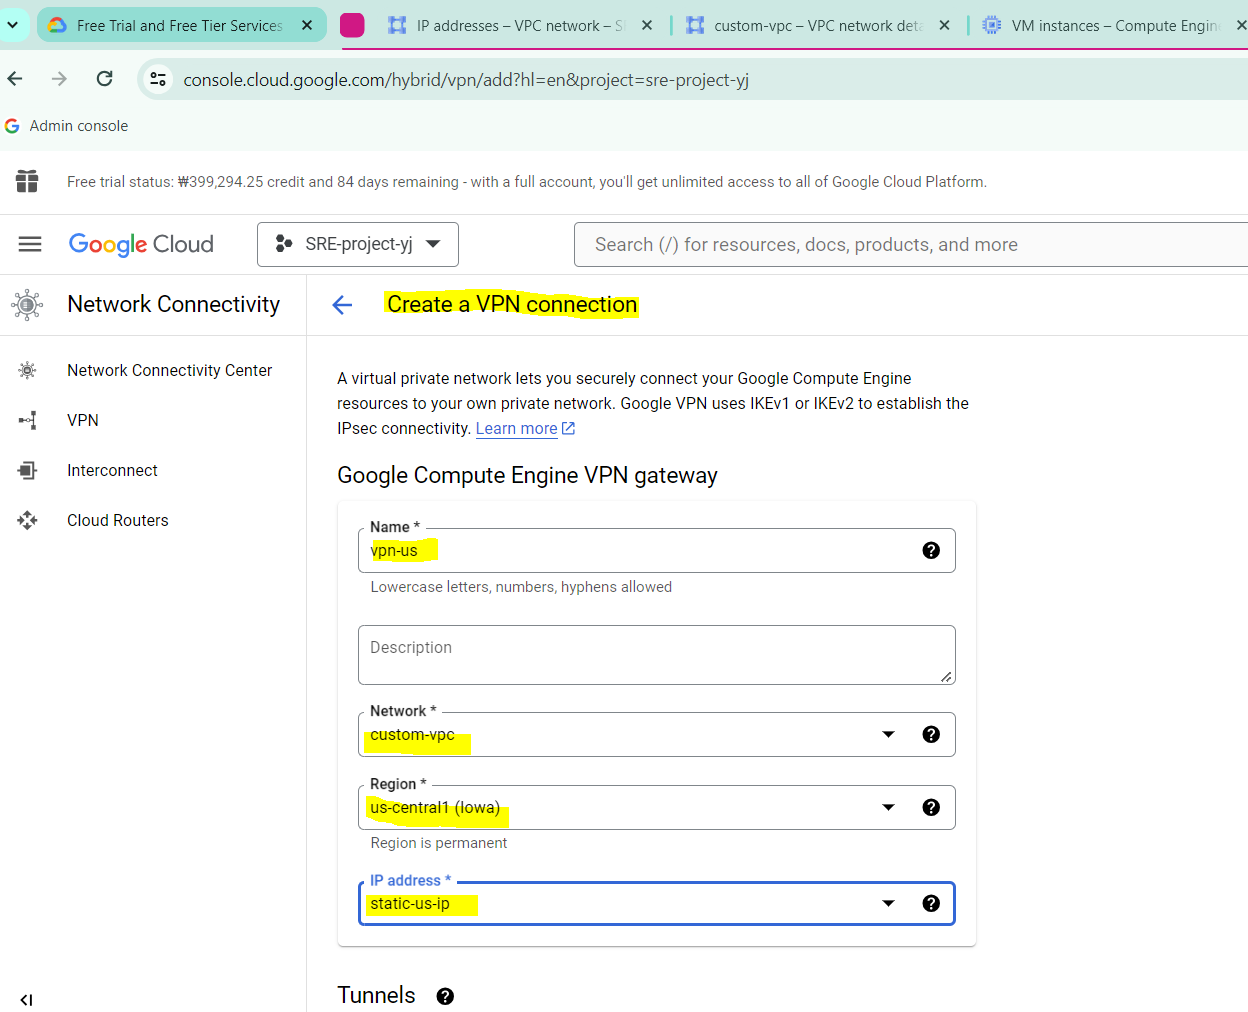 Free Trial and Free Tier Services
IP addresses – VPC network – S
custom-vpc – VPC network deta
VM instances – Compute Engin
console.cloud.google.com/hybrid/vpn/add?hl=en&project=sre-project-yj
Admin console
Free trial status: ₩399,294.25 credit and 84 days remaining - with a full account, you'll get unlimited access to all of Google Cloud Platform.
Google Cloud
SRE-project-yj
Search (/) for resources, docs, products, and more
Network Connectivity
Create a VPN connection
Network Connectivity Center
VPN
Interconnect
Cloud Routers
A virtual private network lets you securely connect your Google Compute Engine
resources to your own private network. Google VPN uses IKEv1 or IKEv2 to establish the
IPsec connectivity. Learn more
Google Compute Engine VPN gateway
Name *
vpn-us
Lowercase letters, numbers, hyphens allowed
Description
Network *
custom-vpc
Region *
us-central1 (Iowa)
Region is permanent
IP address *
static-us-ip
Tunnels